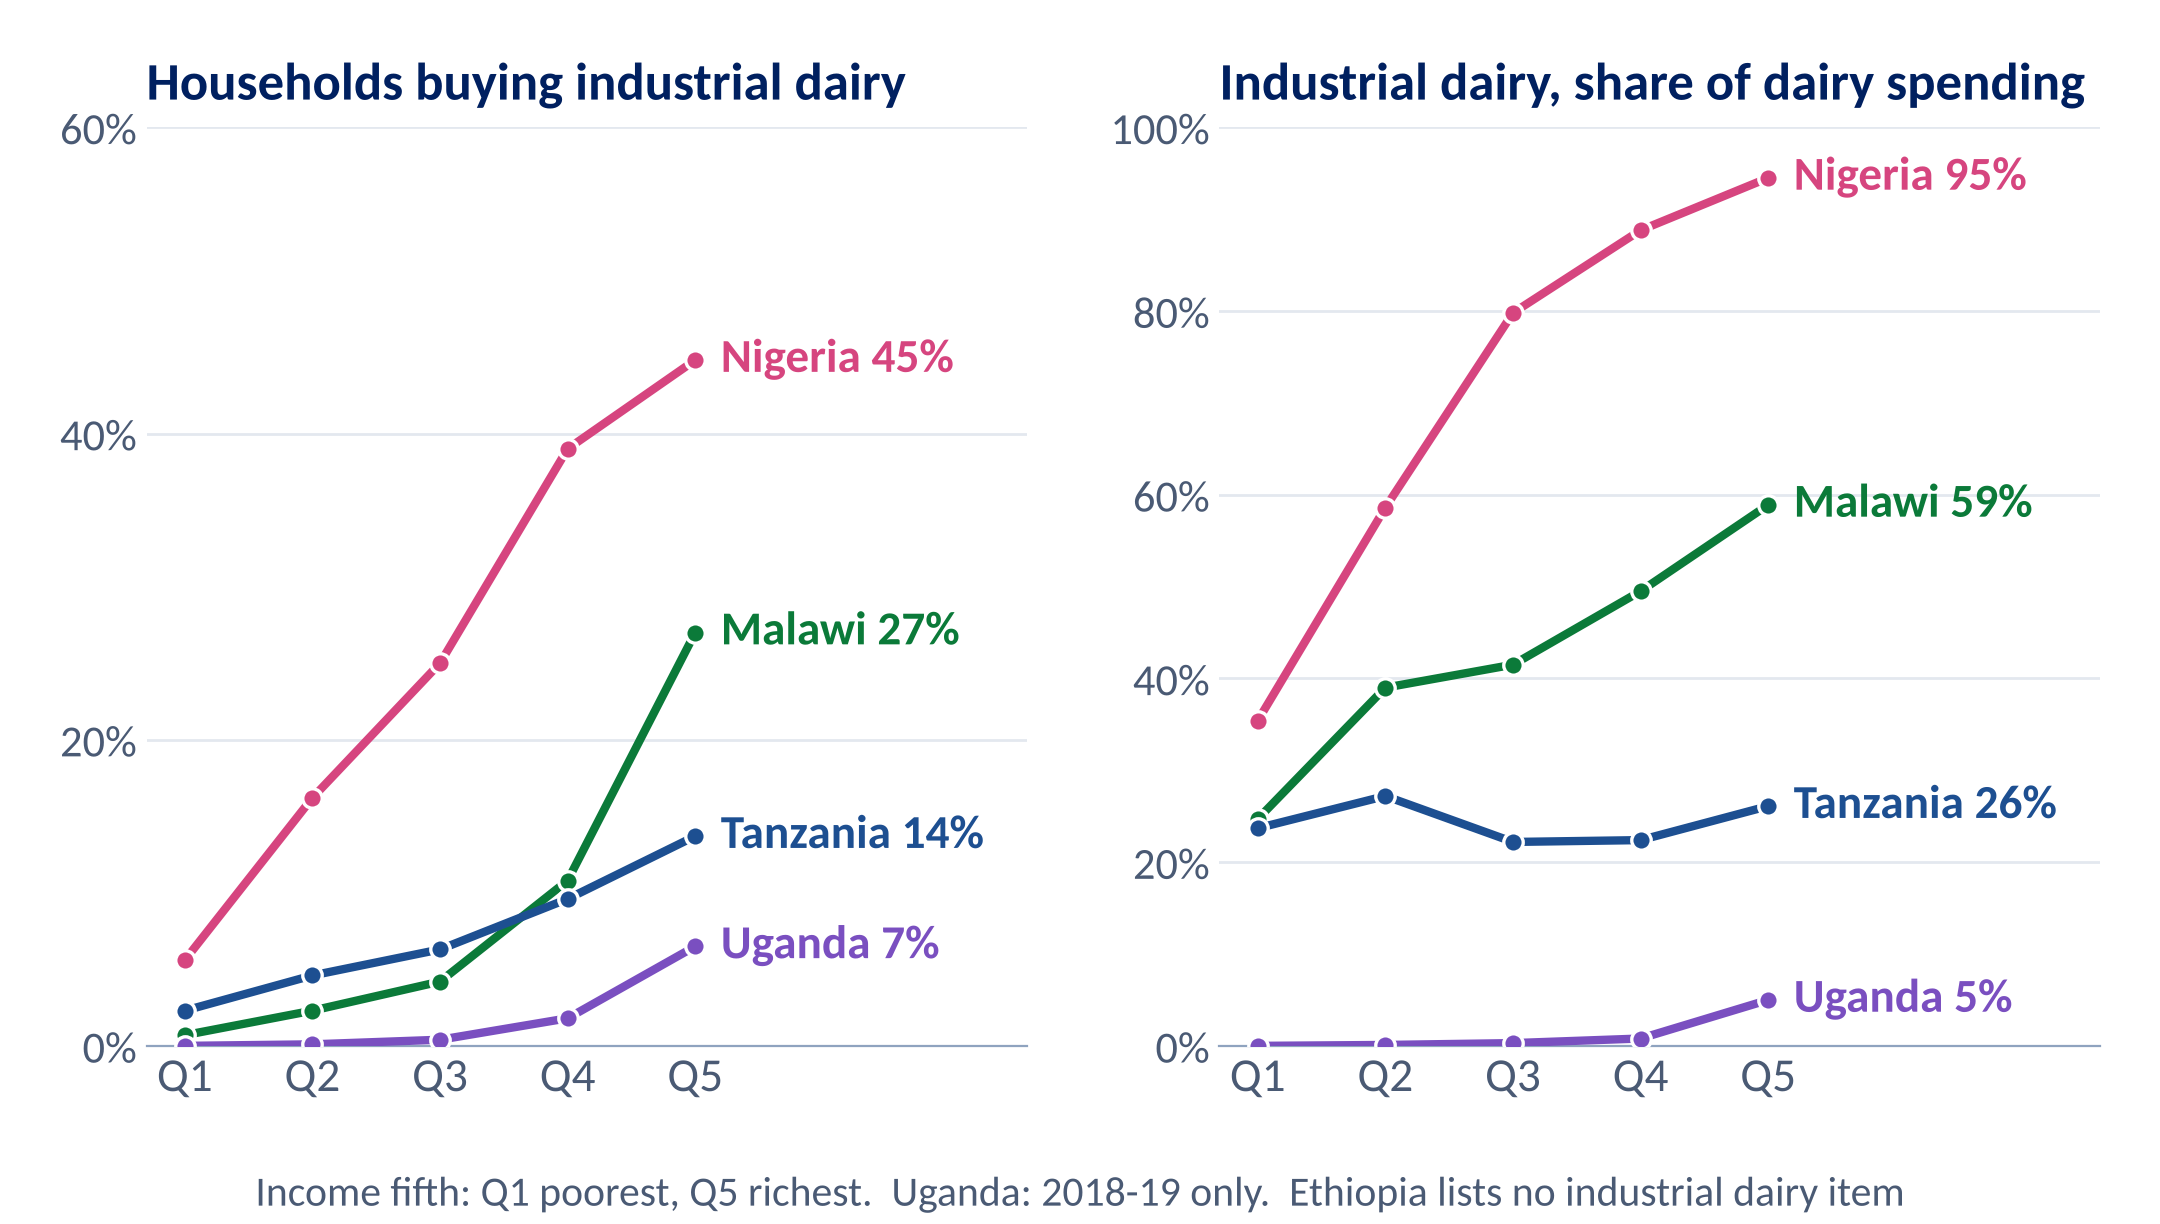 Households buying industrial dairy
60%
40%
20%
0%
Nigeria 45%
Malawi 27%
Tanzania 14%
Uganda 7%
Q1 Q2 Q3 Q4 Q5
Industrial dairy, share of dairy spending
100%
80%
60%
40%
20%
0%
Nigeria 95%
Malawi 59%
Tanzania 26%
Uganda 5%
Q1 Q2 Q3 Q4 Q5
Income fifth: Q1 poorest, Q5 richest. Uganda: 2018-19 only. Ethiopia lists no industrial dairy item